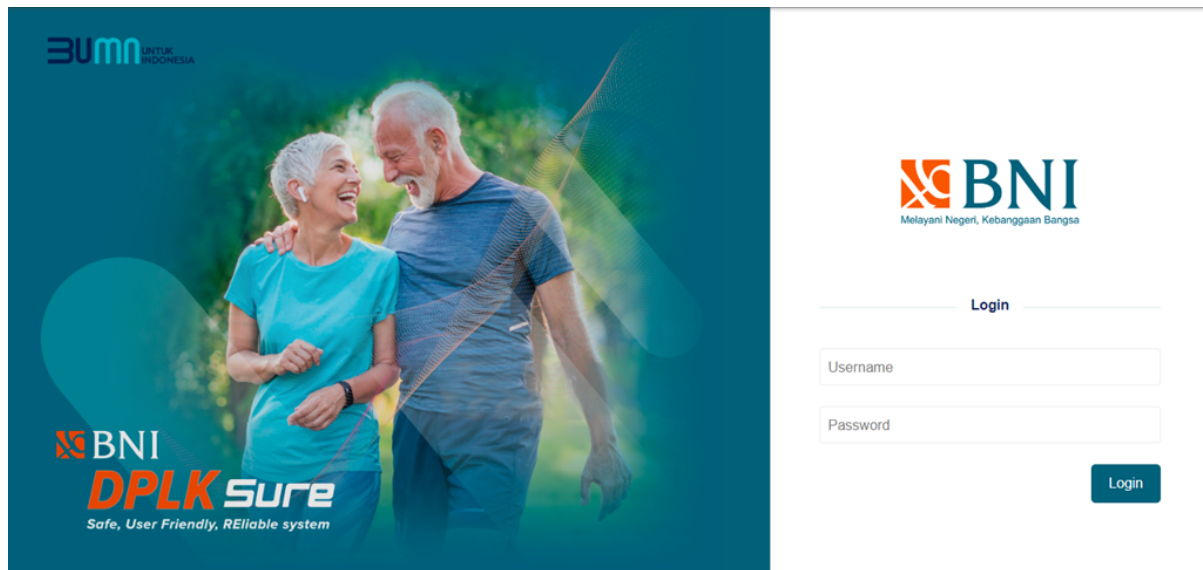 BUMN UNTUK
INDONESIA
BNI
DPLK Sure
Safe, User Friendly, REliable system
BNI
Melayani Negeri, Kebanggaan Bangsa
Login
Username
Password
Login